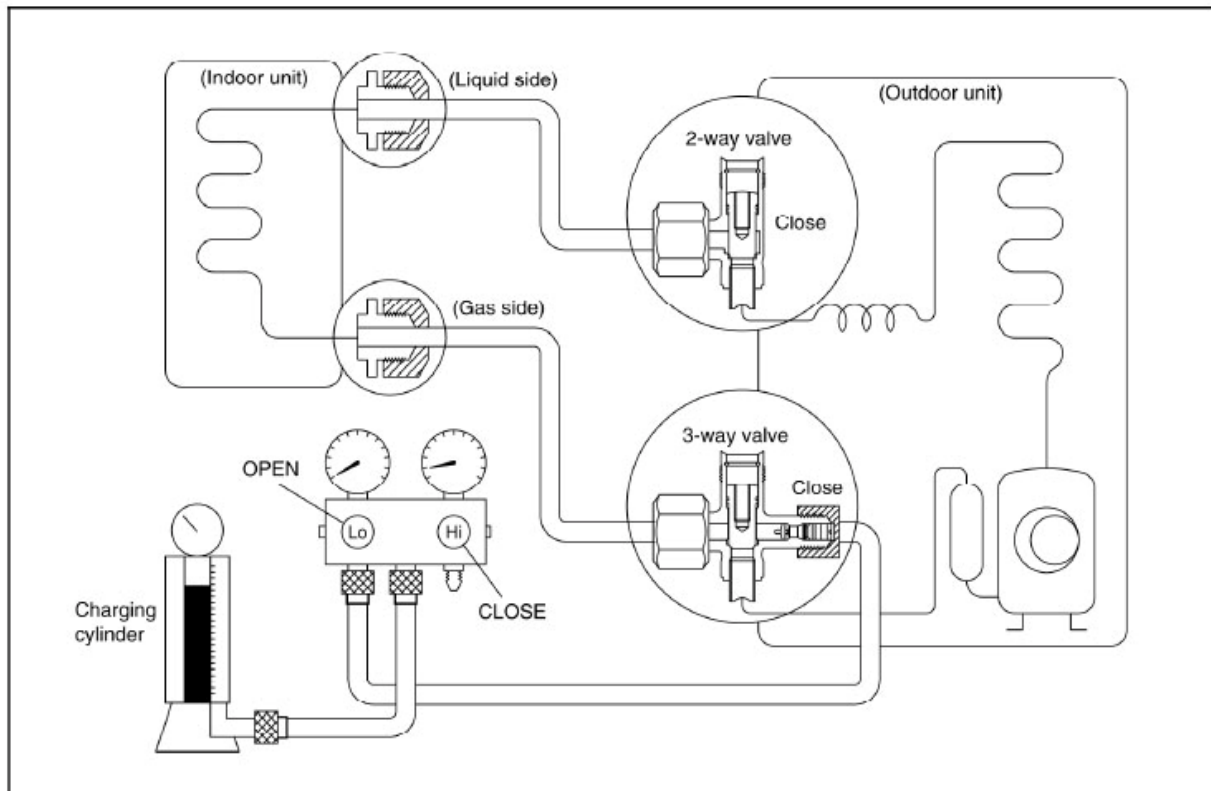 (Indoor unit)
(Liquid side)
(Outdoor unit)
2-way valve
Close
(Gas side)
3-way valve
Close
OPEN
Lo
Hi
CLOSE
Charging
cylinder